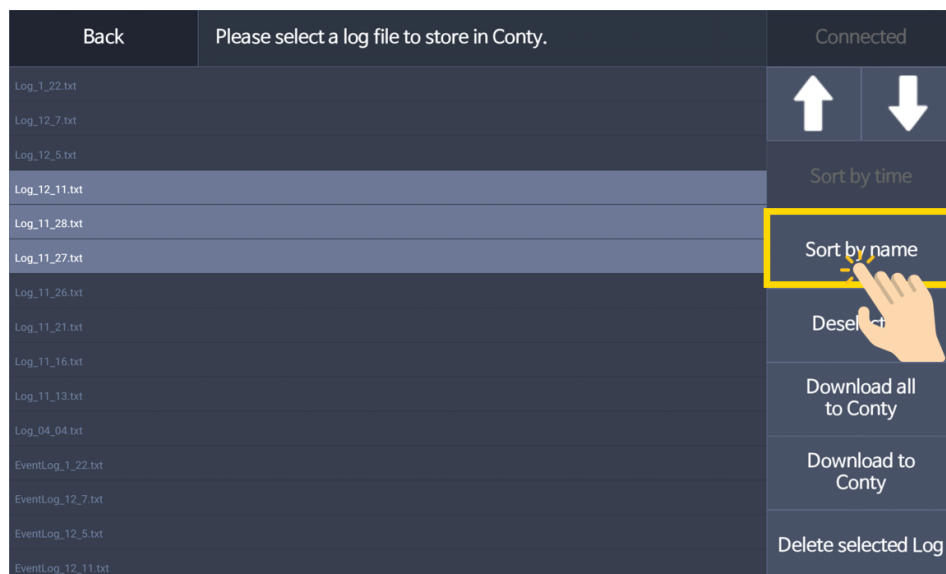 Back
Please select a log file to store in Conty.
Connected
Log_1_22.txt
Log_12_7.txt
Log_12_5.txt
Log_12_11.txt
Log_11_28.txt
Log_11_27.txt
Log_11_26.txt
Log_11_21.txt
Log_11_16.txt
Log_11_13.txt
Log_04_04.txt
EventLog_1_22.txt
EventLog_12_7.txt
EventLog_12_5.txt
EventLog_12_11.txt
Sort by time
Sort by name
Download all
to Conty
Download to
Conty
Delete selected Log